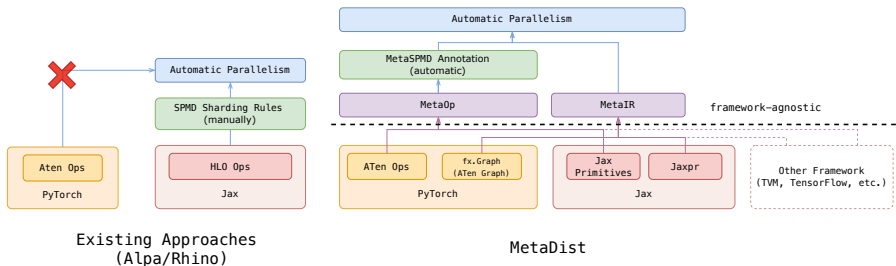 Automatic Parallelism
SPMD Sharding Rules
(manually)
Aten Ops
PyTorch
HLO Ops
Jax
Existing Approaches
(Alpa/Rhino)
Automatic Parallelism
MetaSPMD Annotation
(automatic)
MetaOp
MetaIR
framework-agnostic
ATen Ops
fx.Graph
(ATen Graph)
PyTorch
Jax
Primitives
Jaxpr
Jax
Other Framework
(TVM, TensorFlow, etc.)
MetaDist